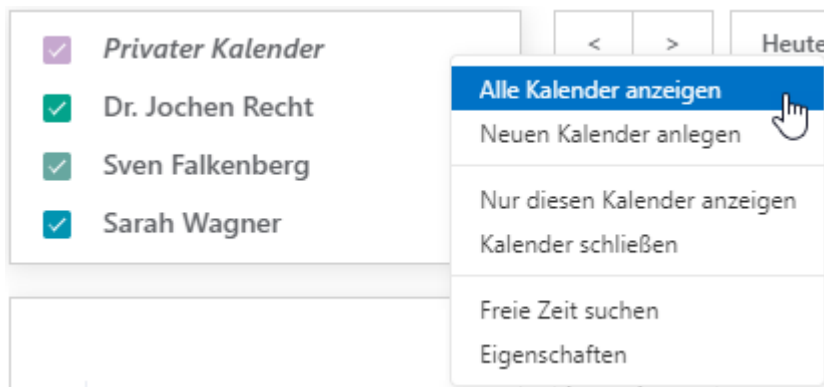 Privater Kalender
Dr. Jochen Recht
Sven Falkenberg
Sarah Wagner
< > Heute
Alle Kalender anzeigen
Neuen Kalender anlegen
Nur diesen Kalender anzeigen
Kalender schließen
Freie Zeit suchen
Eigenschaften